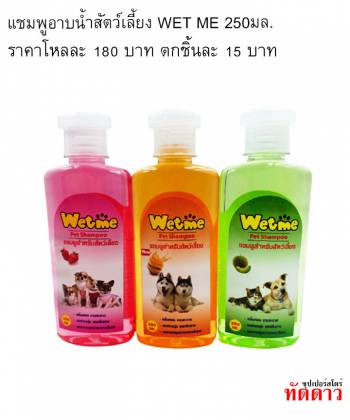 แชมพูอาบน้ำสัตว์เลี้ยง WET ME 250มล.
ราคาโหลละ 180 บาท ตกชิ้นละ 15 บาท
Wetme
Pet Shampoo
แชมพูสำหรับสัตว์เลี้ยง
Wetme
Pet Shampoo
แชมพูสำหรับสัตว์เลี้ยง
Wetme
Pet Shampoo
แชมพูสำหรับสัตว์เลี้ยง
ซุปเปอร์สโตร์
ทัดดาว